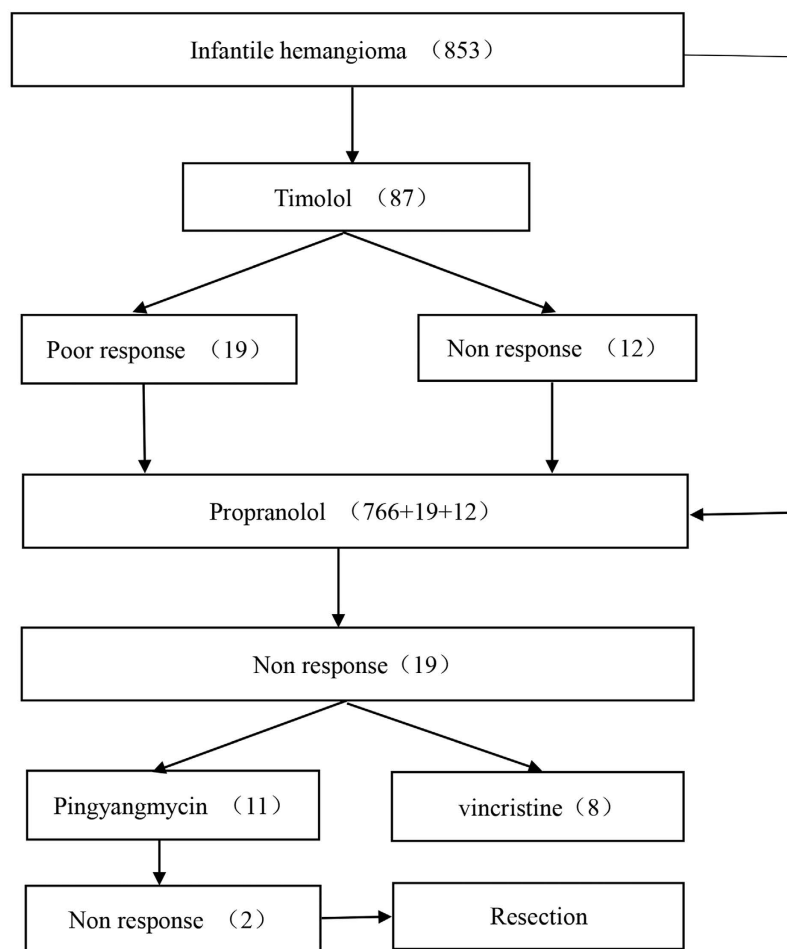 Infantile hemangioma （853）
Timolol （87）
Poor response （19）
Non response （12）
Propranolol （766+19+12）
Non response（19）
Pingyangmycin （11）
vincristine（8）
Non response（2）
Resection